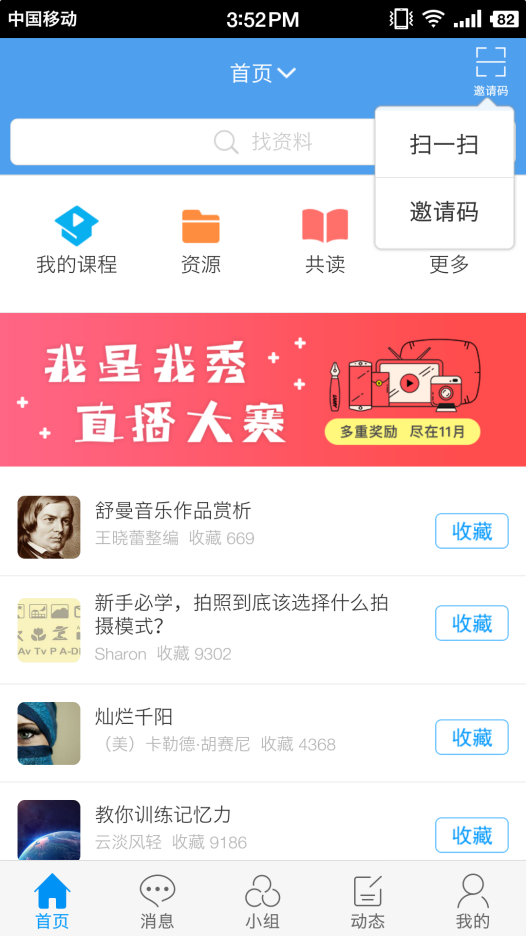 中国移动 3:52PM 82
首页
邀请码
找资料
扫一扫
邀请码
我的课程 资源 共读 更多
我是我秀
直播大赛
多重奖励 尽在11月
舒曼音乐作品赏析
王晓蕾整编 收藏 669
收藏
新手必学，拍照到底该选择什么拍
摄模式？
Sharon 收藏 9302
收藏
Av Tv P A-D
灿烂千阳
（美）卡勒德·胡赛尼 收藏 4368
收藏
教你训练记忆力
云淡风轻 收藏 9186
收藏
首页 消息 小组 动态 我的